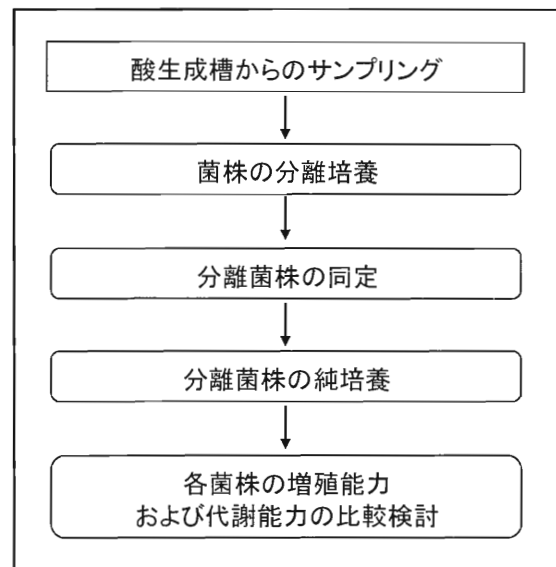 酸生成槽からのサンプリング
菌株の分離培養
分離菌株の同定
分離菌株の純培養
各菌株の増殖能力
および代謝能力の比較検討